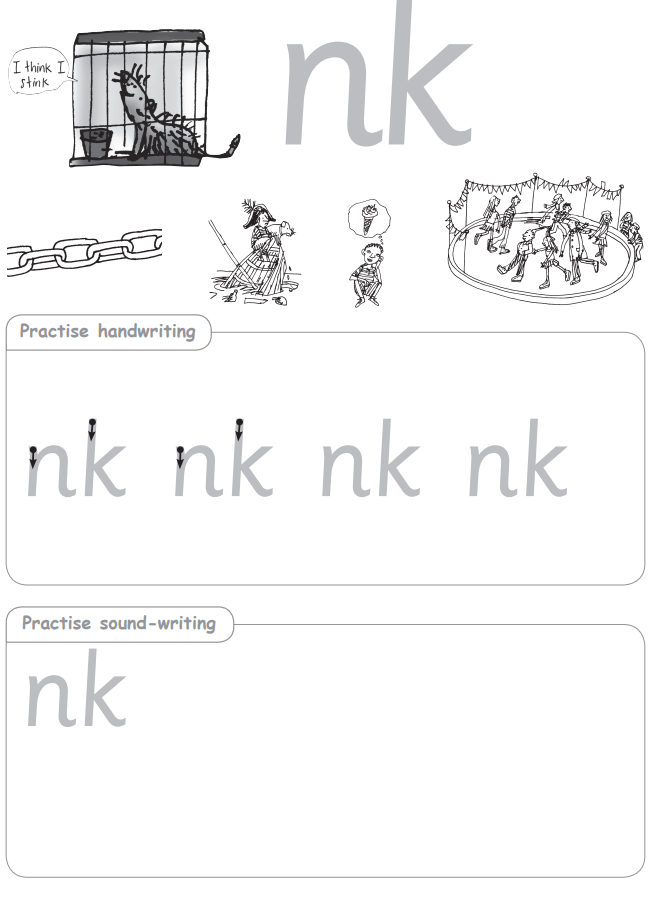 I think I
stink
nk
Practise handwriting
nk nk nk nk
Practise sound-writing
nk